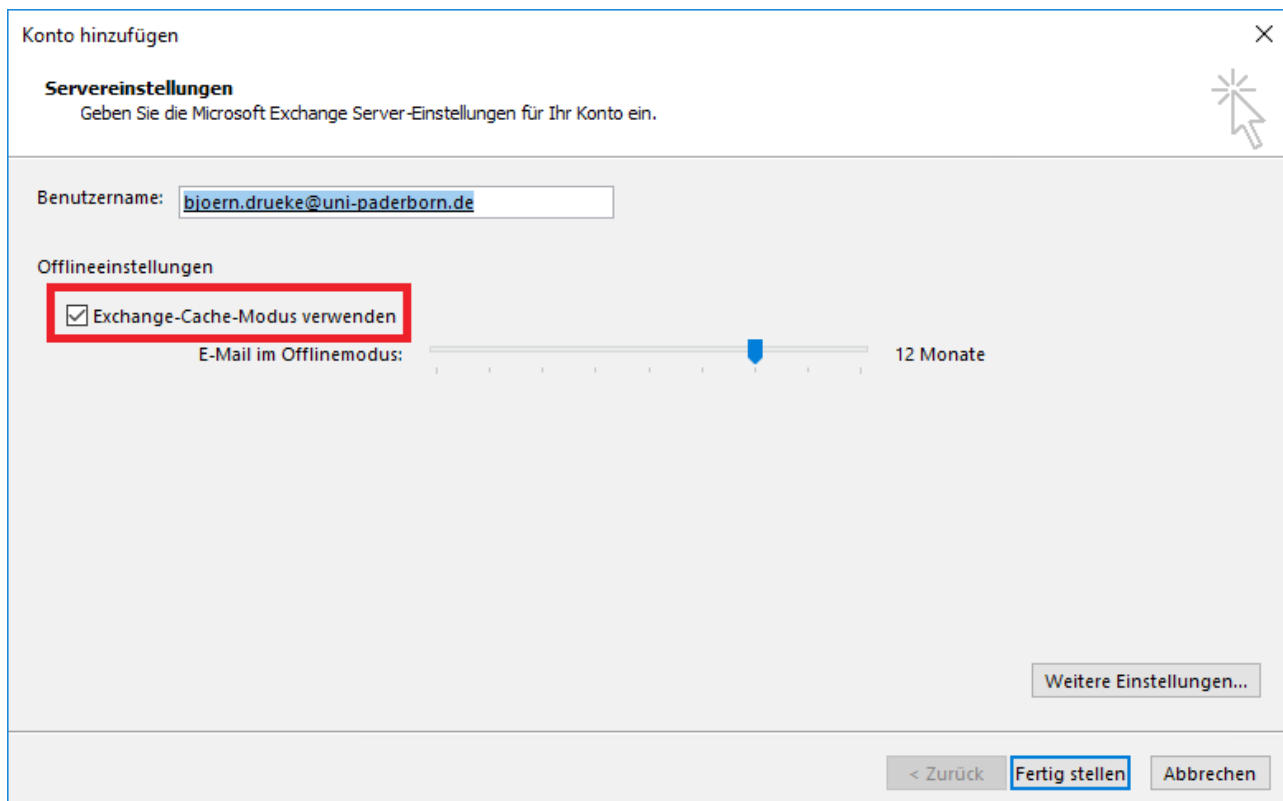 Konto hinzufügen
Servereinstellungen
Geben Sie die Microsoft Exchange Server-Einstellungen für Ihr Konto ein.
Benutzername: bjoern.drueke@uni-paderborn.de
Offlineeinstellungen
Exchange-Cache-Modus verwenden
E-Mail im Offlinemodus: 12 Monate
Weitere Einstellungen...
< Zurück Fertig stellen Abbrechen